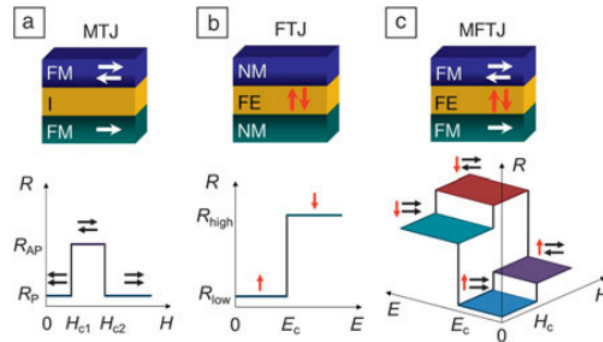 a MTJ
FM
I
FM
R
R_AP
R_P
0 H_c1 H_c2 H
b FTJ
NM
FE
NM
R
R_high
R_low
0 E_c E
c MFTJ
FM
FE
FM
R
E E_c 0 H_c H